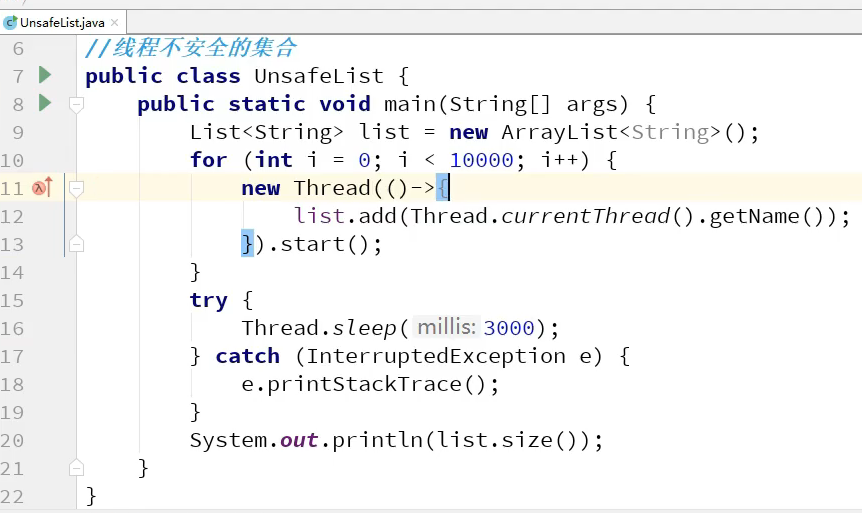 UnsafeList.java
6 //线程不安全的集合
7 public class UnsafeList {
8 public static void main(String[] args) {
9 List<String> list = new ArrayList<String>();
10 for (int i = 0; i < 10000; i++) {
11 new Thread(()->{
12 list.add(Thread.currentThread().getName());
13 }).start();
14 }
15 try {
16 Thread.sleep( millis: 3000);
17 } catch (InterruptedException e) {
18 e.printStackTrace();
19 }
20 System.out.println(list.size());
21 }
22 }